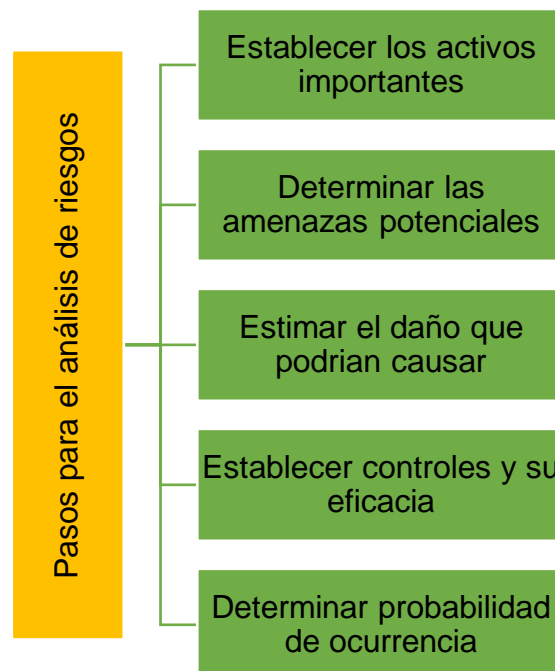 Pasos para el análisis de riesgos
Establecer los activos
importantes
Determinar las
amenazas potenciales
Estimar el daño que
podrian causar
Establecer controles y su
eficacia
Determinar probabilidad
de ocurrencia